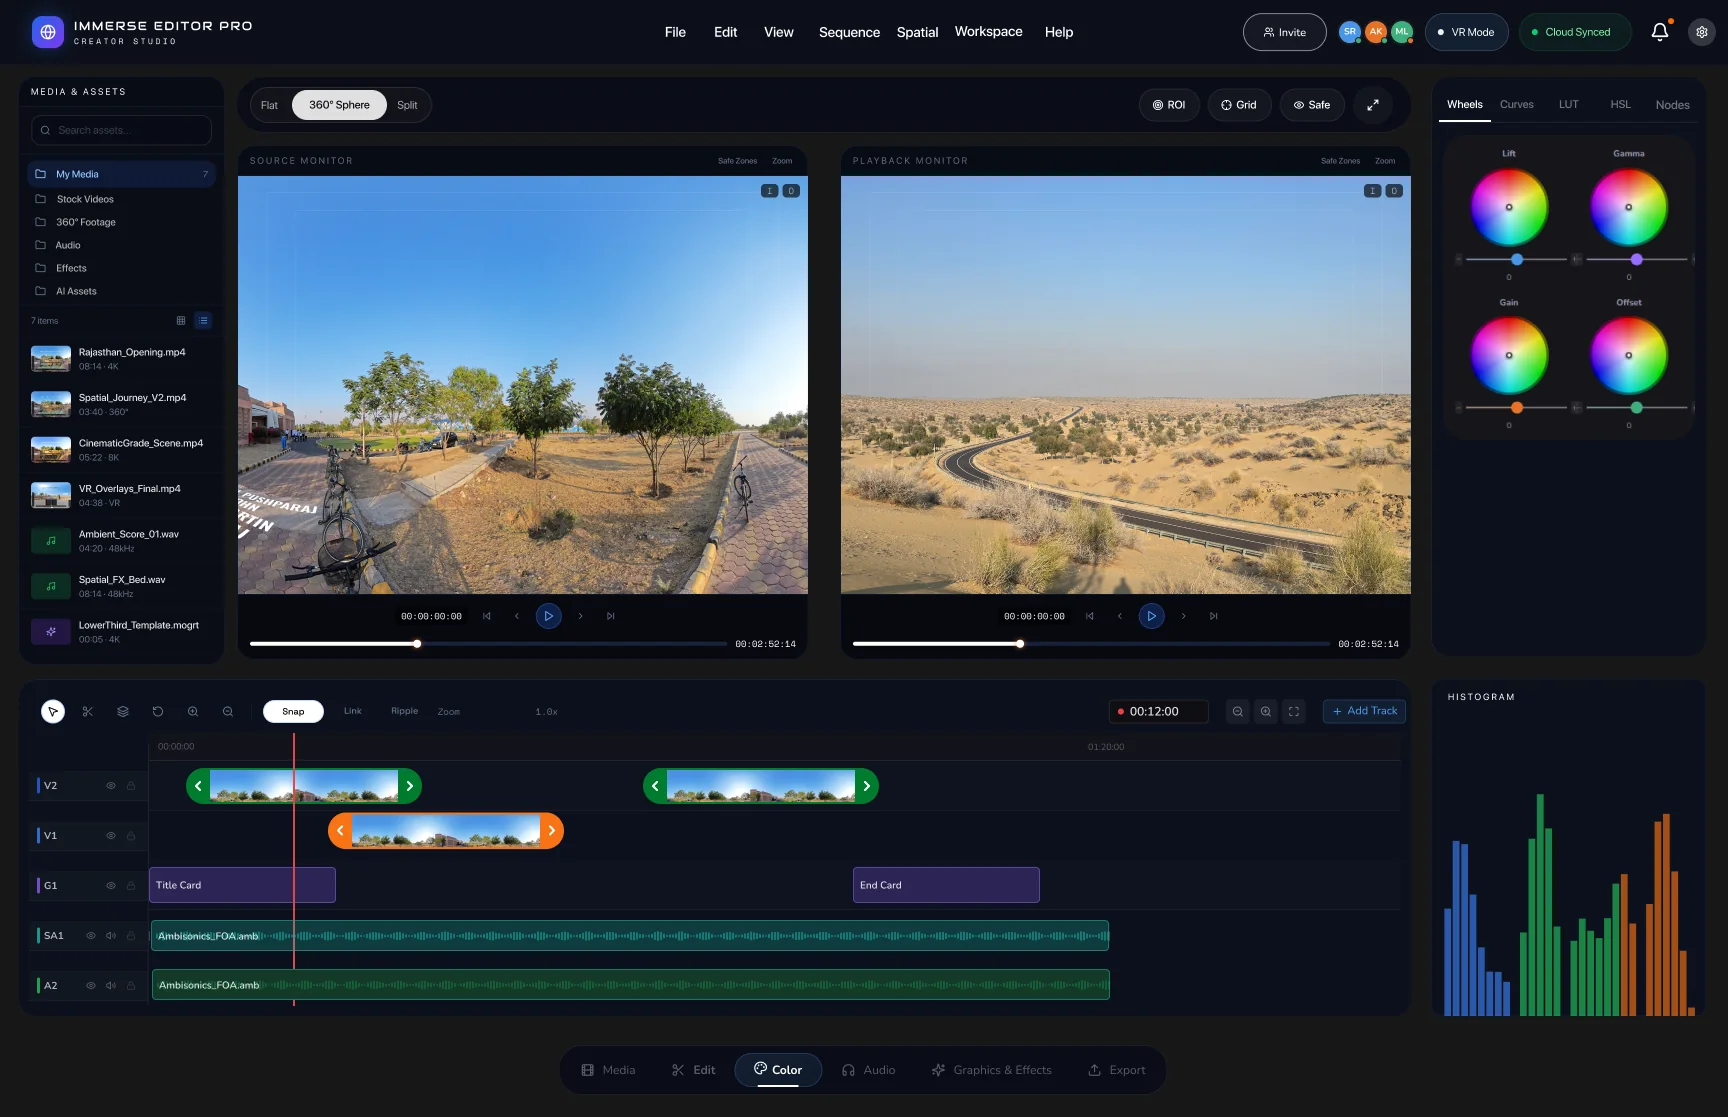 IMMERSE EDITOR PRO
CREATOR STUDIO
File Edit View Sequence Spatial Workspace Help
Invite
SR AK ML
VR Mode
Cloud Synced
MEDIA & ASSETS
Search assets...
My Media 7
Stock Videos
360° Footage
Audio
Effects
AI Assets
7 items
Rajasthan_Opening.mp4
08:14 · 4K
Spatial_Journey_V2.mp4
03:40 · 360°
CinematicGrade_Scene.mp4
05:22 · 8K
VR_Overlays_Final.mp4
04:38 · VR
Ambient_Score_01.wav
04:20 · 48kHz
Spatial_FX_Bed.wav
08:14 · 48kHz
LowerThird_Template.mogrt
00:05 · 4K
Flat 360° Sphere Split
ROI Grid Safe
SOURCE MONITOR Safe Zones Zoom
I O
PUSHPARAJ
00:00:00:00
00:02:52:14
PLAYBACK MONITOR Safe Zones Zoom
I O
00:00:00:00
00:02:52:14
Wheels Curves LUT HSL Nodes
Lift Gamma
0 0
Gain Offset
0 0
Snap Link Ripple Zoom 1.0x
00:12:00
+ Add Track
00:00:00 01:20:00
V2
V1
G1 Title Card End Card
SA1 Ambisonics_FOA.amb
A2 Ambisonics_FOA.amb
HISTOGRAM
Media Edit Color Audio Graphics & Effects Export